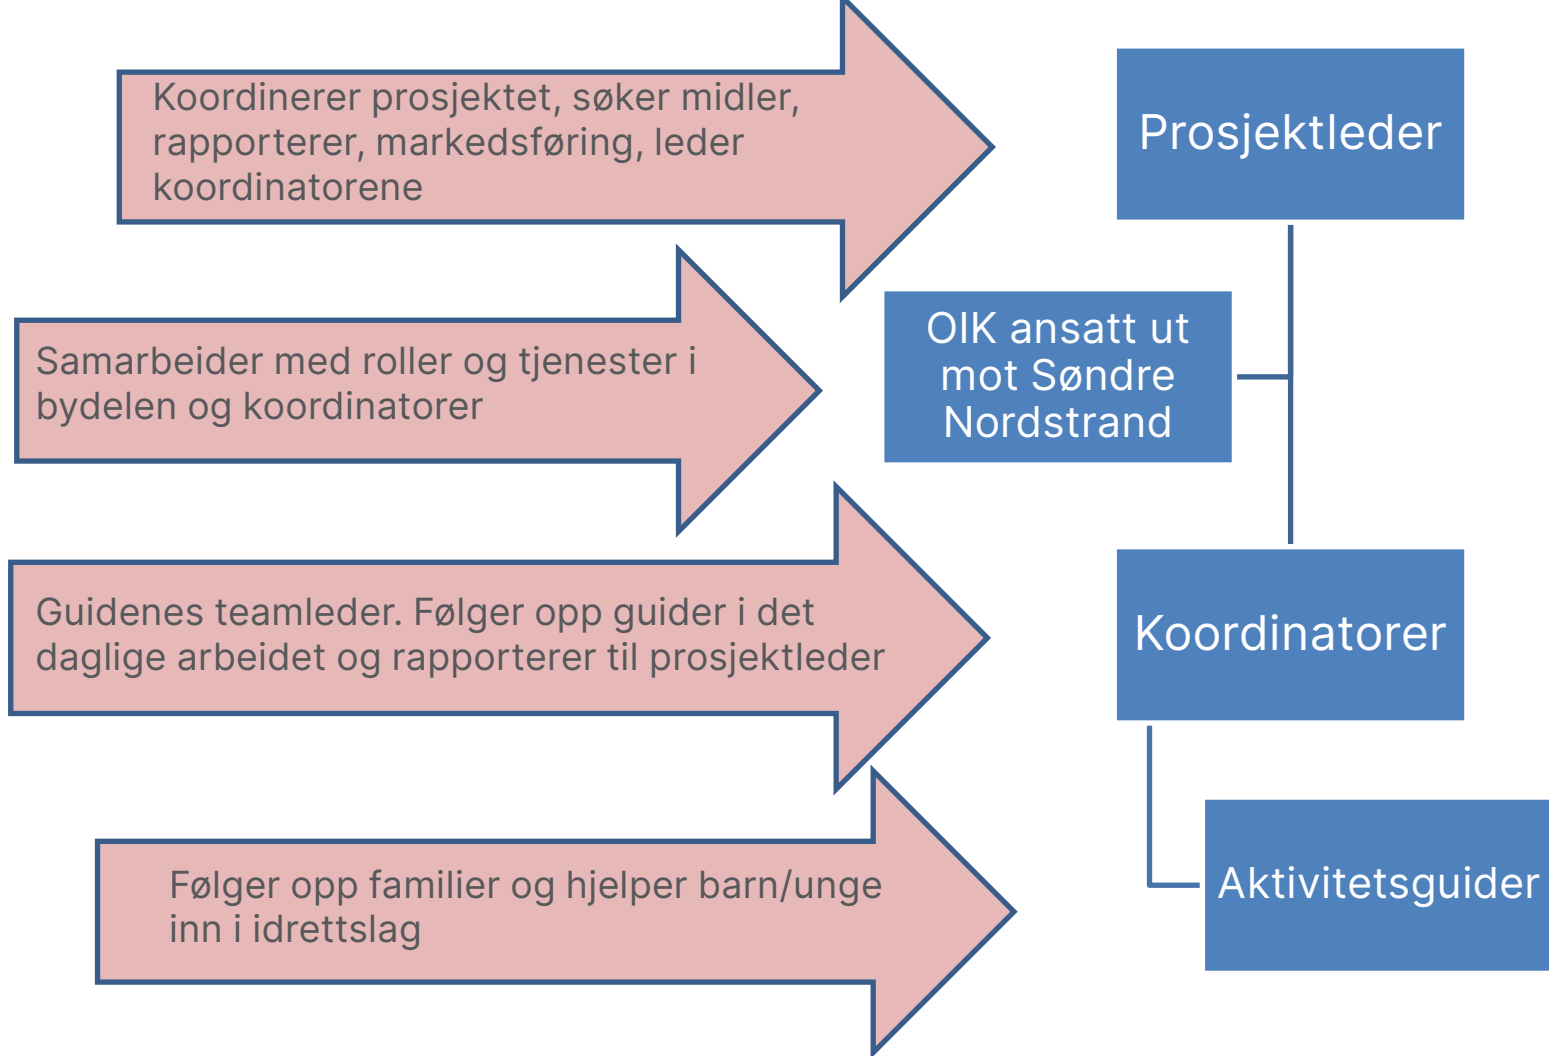 Koordinerer prosjektet, søker midler,
rapporterer, markedsføring, leder
koordinatorene
Prosjektleder
Samarbeider med roller og tjenester i
bydelen og koordinatorer
OIK ansatt ut
mot Søndre
Nordstrand
Guidenes teamleder. Følger opp guider i det
daglige arbeidet og rapporterer til prosjektleder
Koordinatorer
Følger opp familier og hjelper barn/unge
inn i idrettslag
Aktivitetsguider